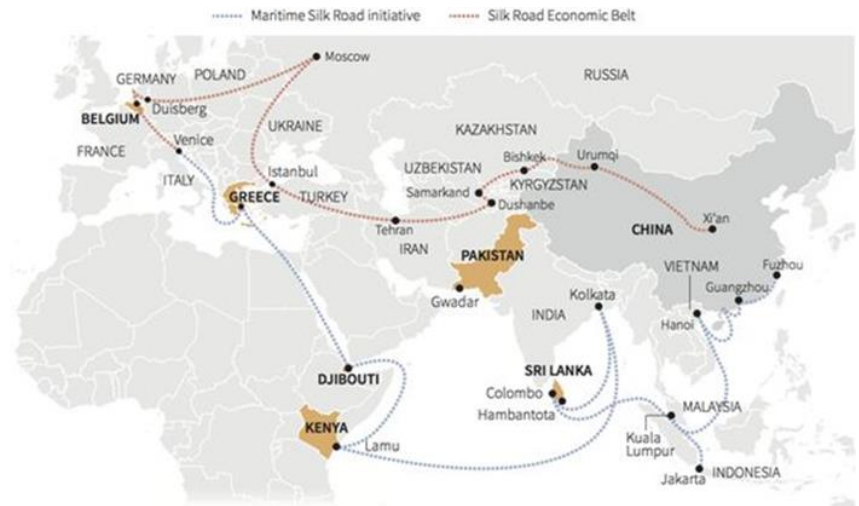 Maritime Silk Road initiative
Silk Road Economic Belt
Moscow
GERMANY
POLAND
RUSSIA
Duisberg
BELGIUM
UKRAINE
Venice
FRANCE
KAZAKHSTAN
Bishkek
Urumqi
ITALY
Istanbul
UZBEKISTAN
KYRGYZSTAN
GREECE
TURKEY
Samarkand
Dushanbe
Tehran
Xi'an
CHINA
IRAN
PAKISTAN
VIETNAM
Fuzhou
Guangzhou
Gwadar
Kolkata
INDIA
Hanoi
DJIBOUTI
SRI LANKA
Colombo
Hambantota
MALAYSIA
KENYA
Lamu
Kuala
Lumpur
Jakarta
INDONESIA